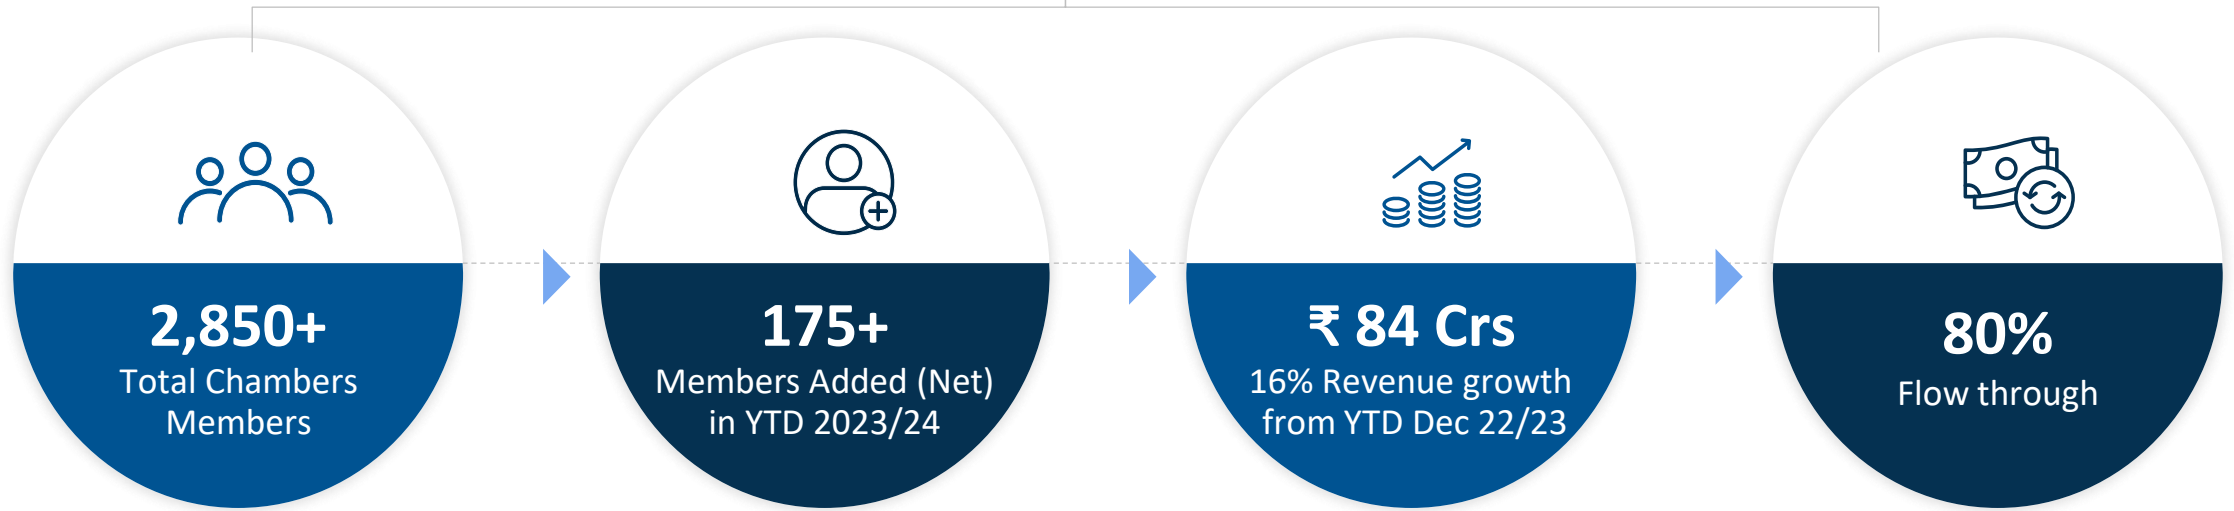 2,850+
Total Chambers
Members
175+
Members Added (Net)
in YTD 2023/24
₹ 84 Crs
16% Revenue growth
from YTD Dec 22/23
80%
Flow through